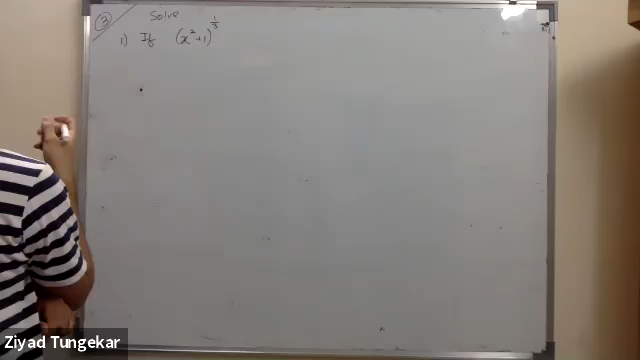 ③ Solve
1) If (x²+1)^(1/3)
Ziyad Tungekar